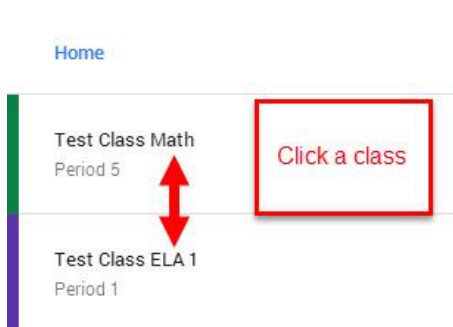 Home
Test Class Math
Period 5
Click a class
Test Class ELA 1
Period 1